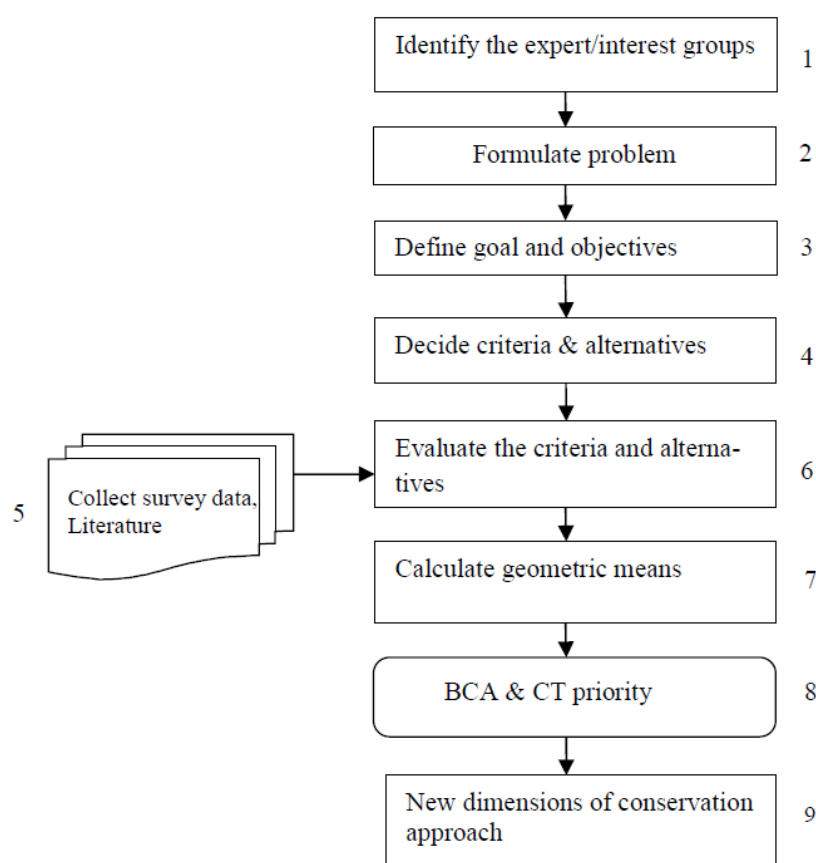 Identify the expert/interest groups
1
Formulate problem
2
Define goal and objectives
3
Decide criteria & alternatives
4
5
Collect survey data,
Literature
Evaluate the criteria and alterna-
tives
6
Calculate geometric means
7
BCA & CT priority
8
New dimensions of conservation
approach
9